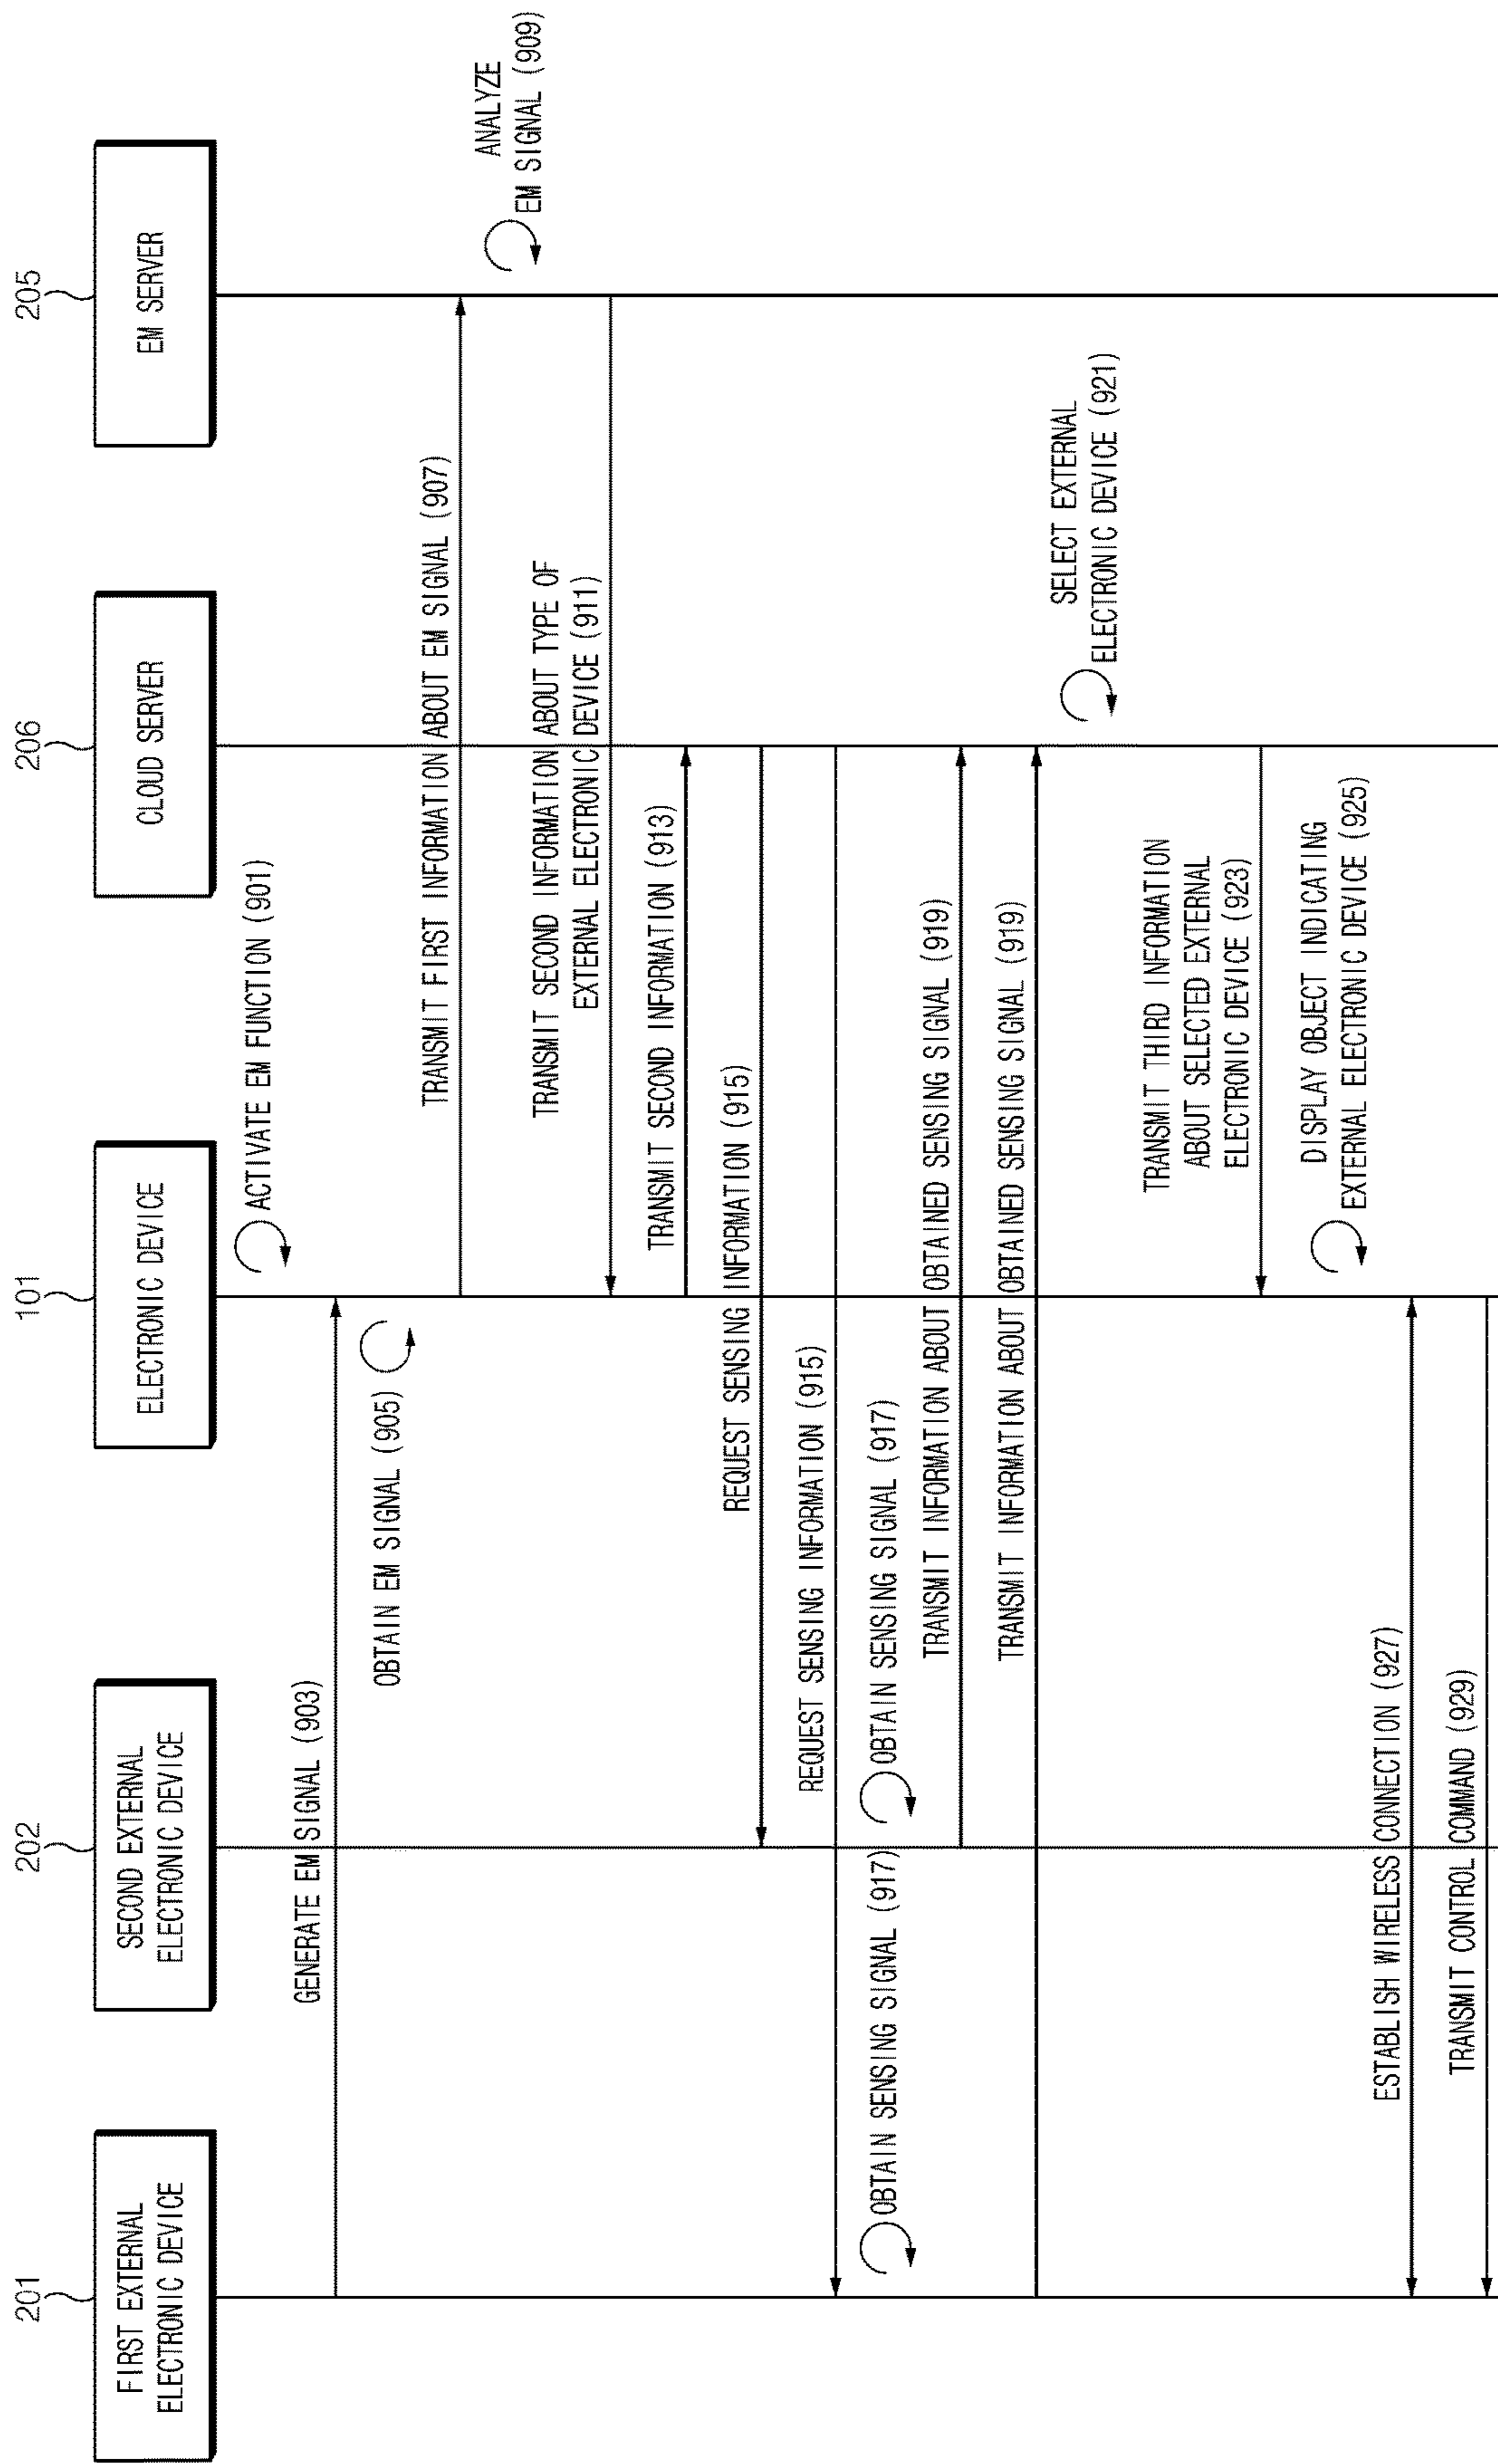 201
FIRST EXTERNAL
ELECTRONIC DEVICE
202
SECOND EXTERNAL
ELECTRONIC DEVICE
101
ELECTRONIC DEVICE
206
CLOUD SERVER
205
EM SERVER
ACTIVATE EM FUNCTION (901)
GENERATE EM SIGNAL (903)
OBTAIN EM SIGNAL (905)
TRANSMIT FIRST INFORMATION ABOUT EM SIGNAL (907)
ANALYZE
EM SIGNAL (909)
TRANSMIT SECOND INFORMATION ABOUT TYPE OF
EXTERNAL ELECTRONIC DEVICE (911)
TRANSMIT SECOND INFORMATION (913)
REQUEST SENSING INFORMATION (915)
REQUEST SENSING INFORMATION (915)
OBTAIN SENSING SIGNAL (917)
OBTAIN SENSING SIGNAL (917)
TRANSMIT INFORMATION ABOUT OBTAINED SENSING SIGNAL (919)
TRANSMIT INFORMATION ABOUT OBTAINED SENSING SIGNAL (919)
SELECT EXTERNAL
ELECTRONIC DEVICE (921)
TRANSMIT THIRD INFORMATION
ABOUT SELECTED EXTERNAL
ELECTRONIC DEVICE (923)
DISPLAY OBJECT INDICATING
EXTERNAL ELECTRONIC DEVICE (925)
ESTABLISH WIRELESS CONNECTION (927)
TRANSMIT CONTROL COMMAND (929)